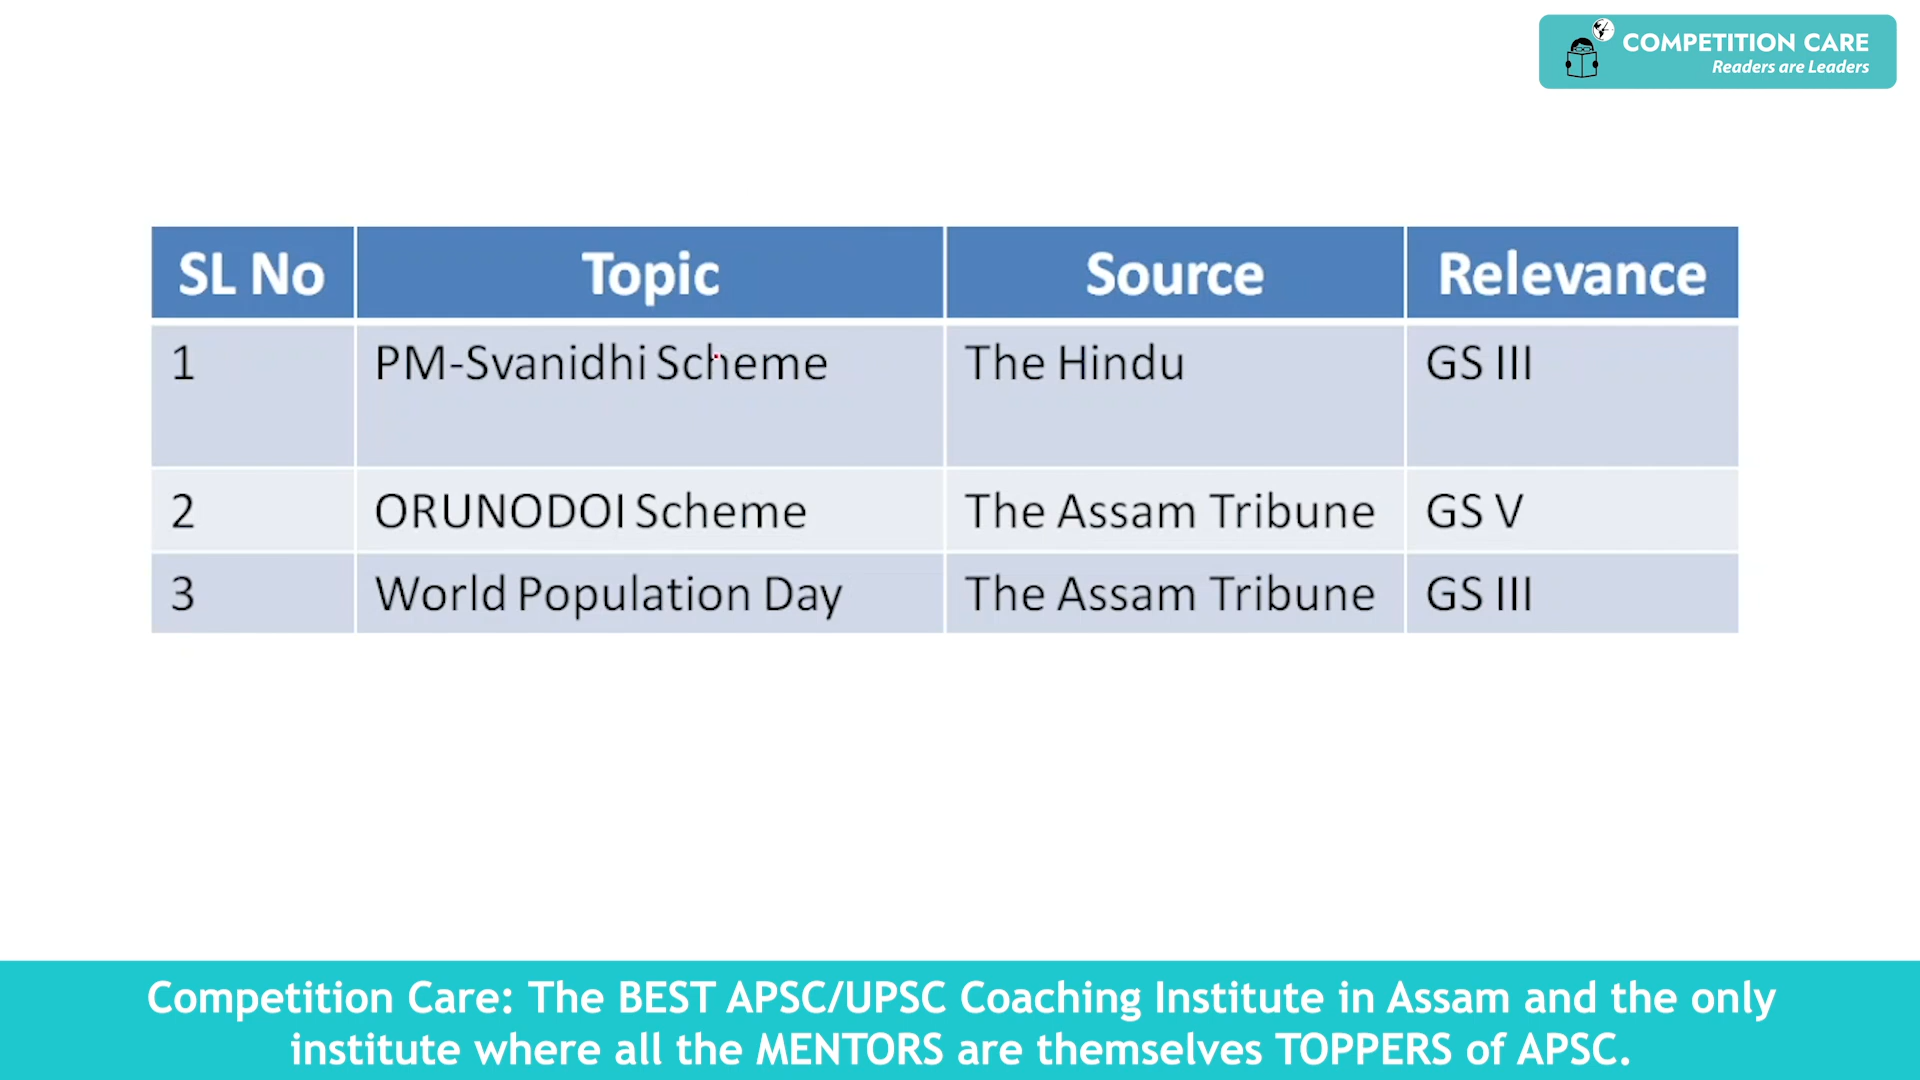 COMPETITION CARE
Readers are Leaders
SL No Topic Source Relevance
1 PM-Svanidhi Scheme The Hindu GS III
2 ORUNODOI Scheme The Assam Tribune GS V
3 World Population Day The Assam Tribune GS III
Competition Care: The BEST APSC/UPSC Coaching Institute in Assam and the only
institute where all the MENTORS are themselves TOPPERS of APSC.